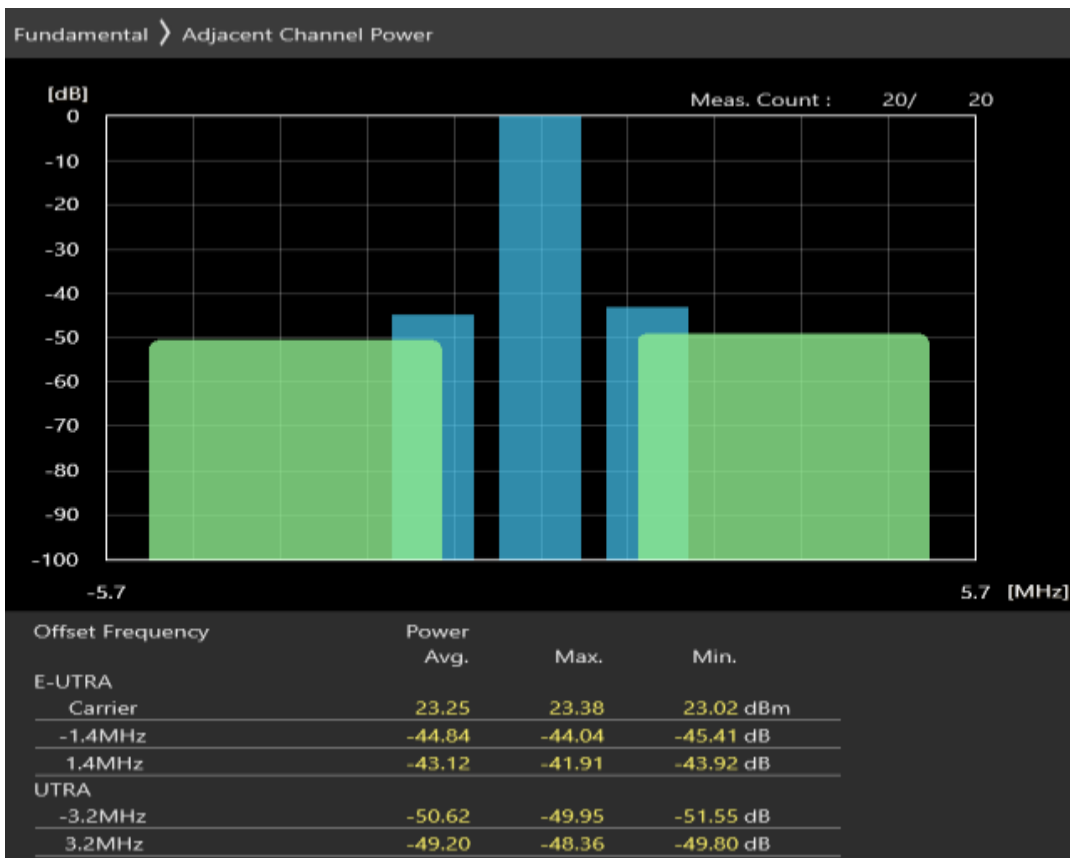 Fundamental 〉 Adjacent Channel Power
[dB]
Meas. Count : 20/ 20
0
-10
-20
-30
-40
-50
-60
-70
-80
-90
-100
-5.7 5.7 [MHz]
Offset Frequency Power
Avg. Max. Min.
E-UTRA
Carrier 23.25 23.38 23.02 dBm
-1.4MHz -44.84 -44.04 -45.41 dB
1.4MHz -43.12 -41.91 -43.92 dB
UTRA
-3.2MHz -50.62 -49.95 -51.55 dB
3.2MHz -49.20 -48.36 -49.80 dB